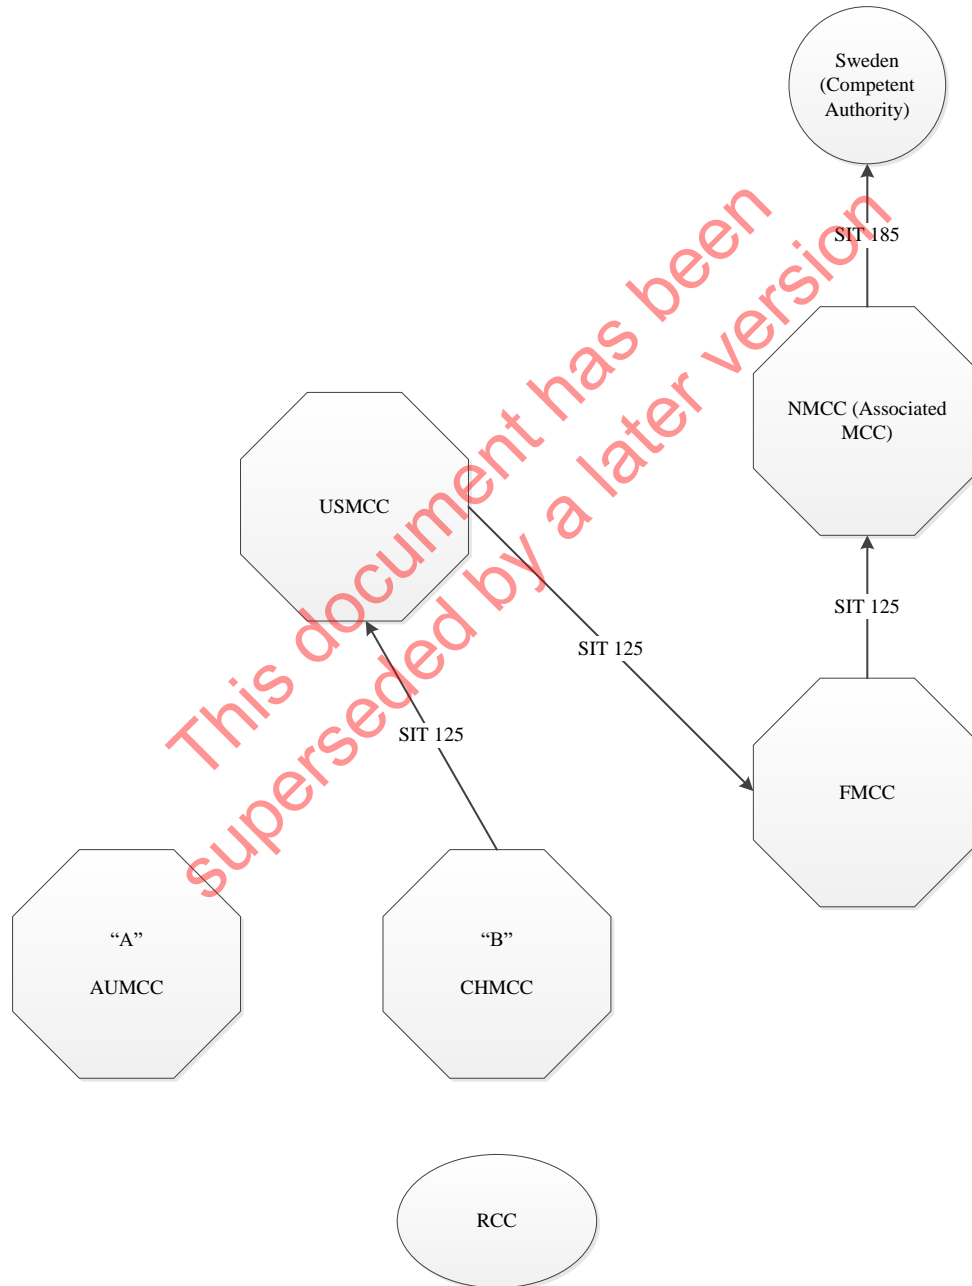 Sweden
(Competent
Authority)
SIT 185
NMCC (Associated
MCC)
USMCC
SIT 125
SIT 125
SIT 125
FMCC
“A”
AUMCC
“B”
CHMCC
RCC
This document has been
superseded by a later version